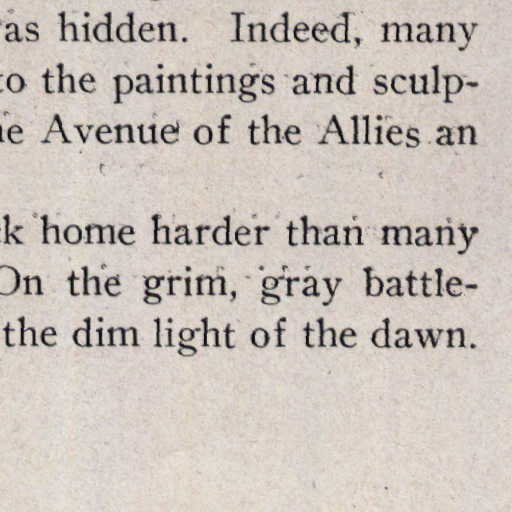 as hidden. Indeed, many
to the paintings and sculp-
Avenue of the Allies an
home harder than many
On the grim, gray battle-
the dim light of the dawn.